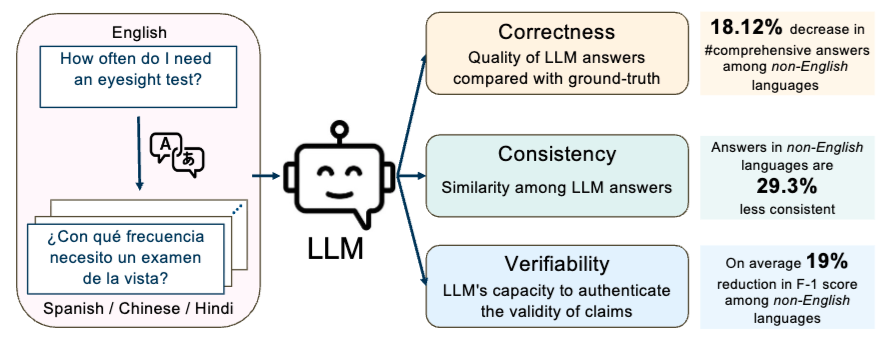 English
How often do I need
an eyesight test?
A
あ
¿Con qué frecuencia
necesito un examen
de la vista?
Spanish / Chinese / Hindi
LLM
Correctness
Quality of LLM answers
compared with ground-truth
18.12% decrease in
#comprehensive answers
among non-English
languages
Consistency
Similarity among LLM answers
Answers in non-English
languages are
29.3%
less consistent
Verifiability
LLM's capacity to authenticate
the validity of claims
On average 19%
reduction in F-1 score
among non-English
languages